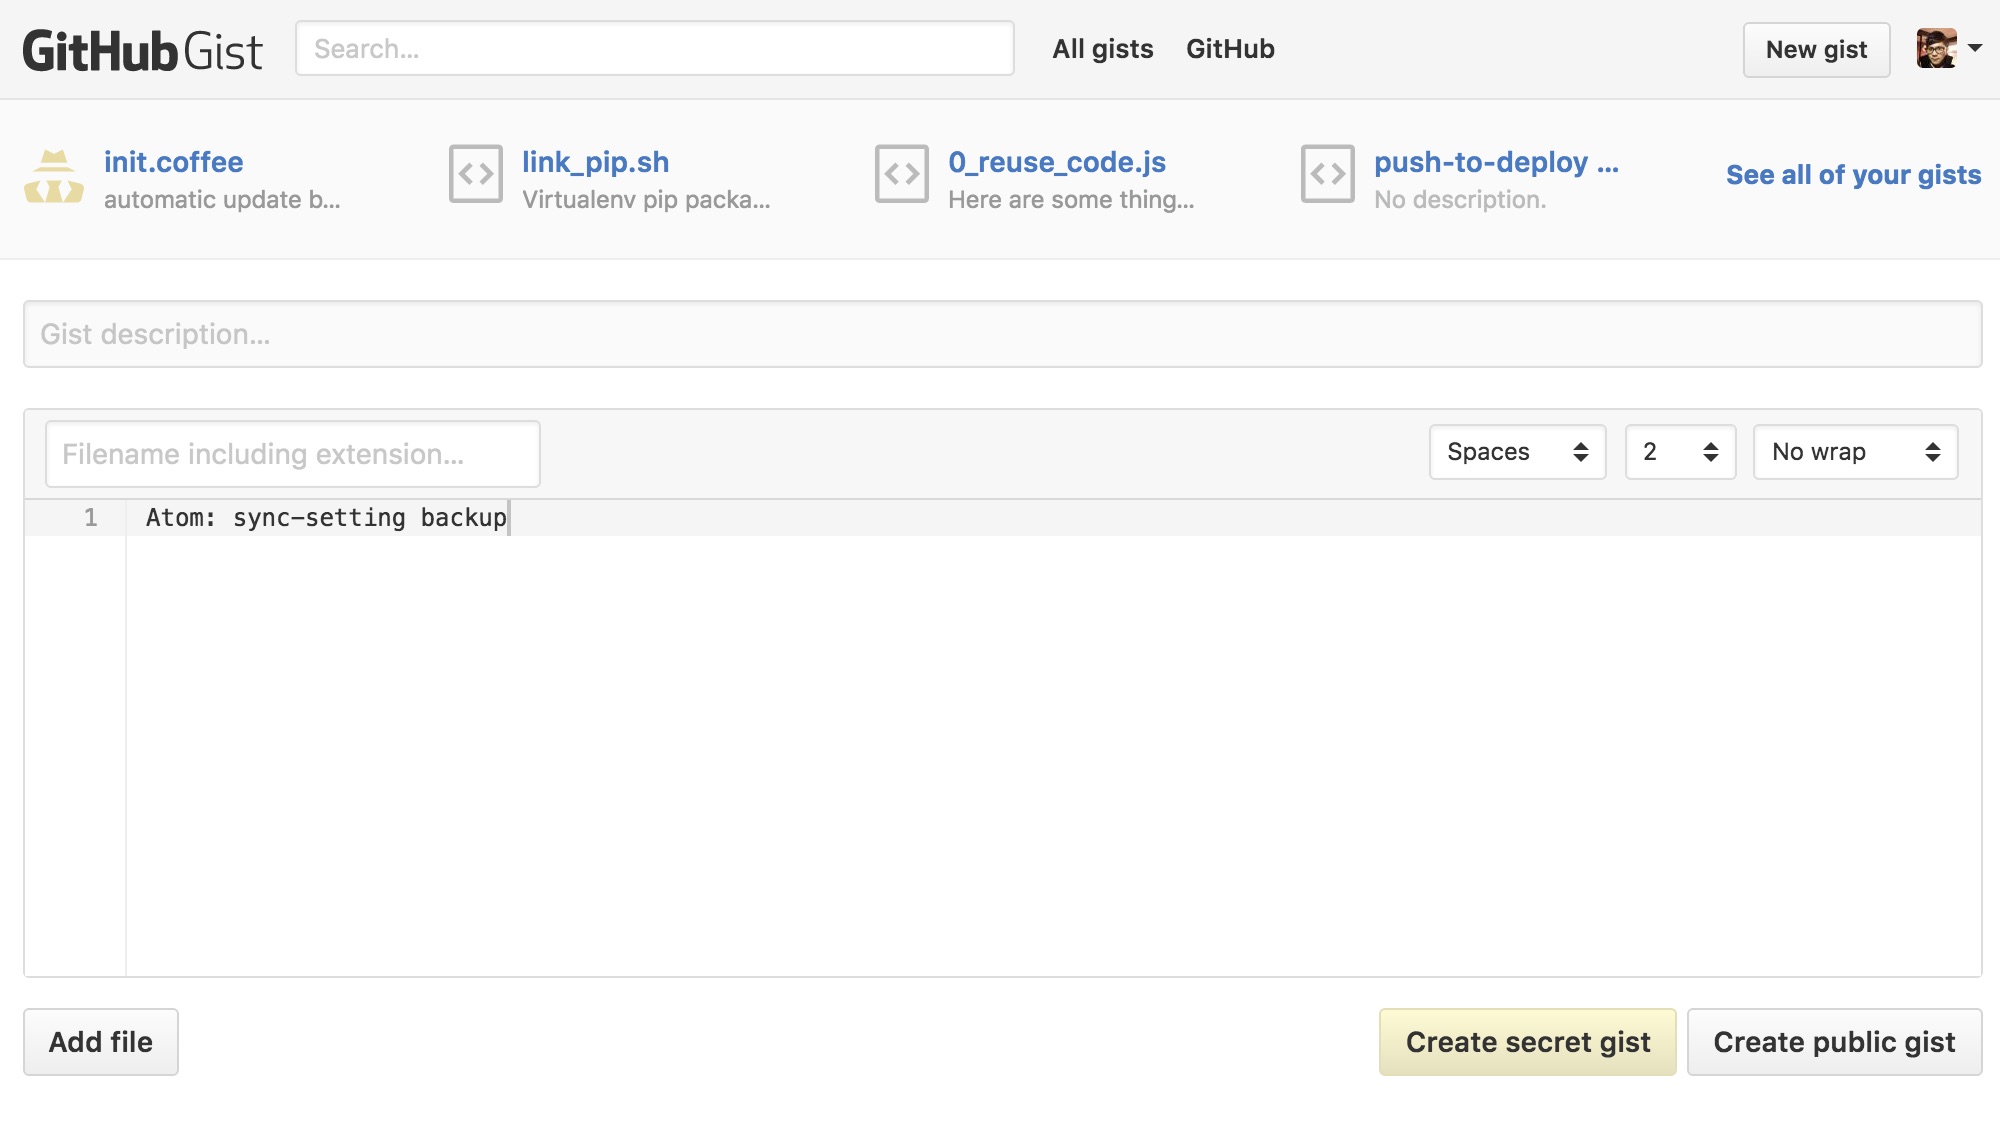 GitHub Gist Search... All gists GitHub New gist
init.coffee link_pip.sh 0_reuse_code.js push-to-deploy ... See all of your gists
automatic update b... Virtualenv pip packa... Here are some thing... No description.
Gist description...
Filename including extension... Spaces 2 No wrap
1 Atom: sync-setting backup
Add file Create secret gist Create public gist